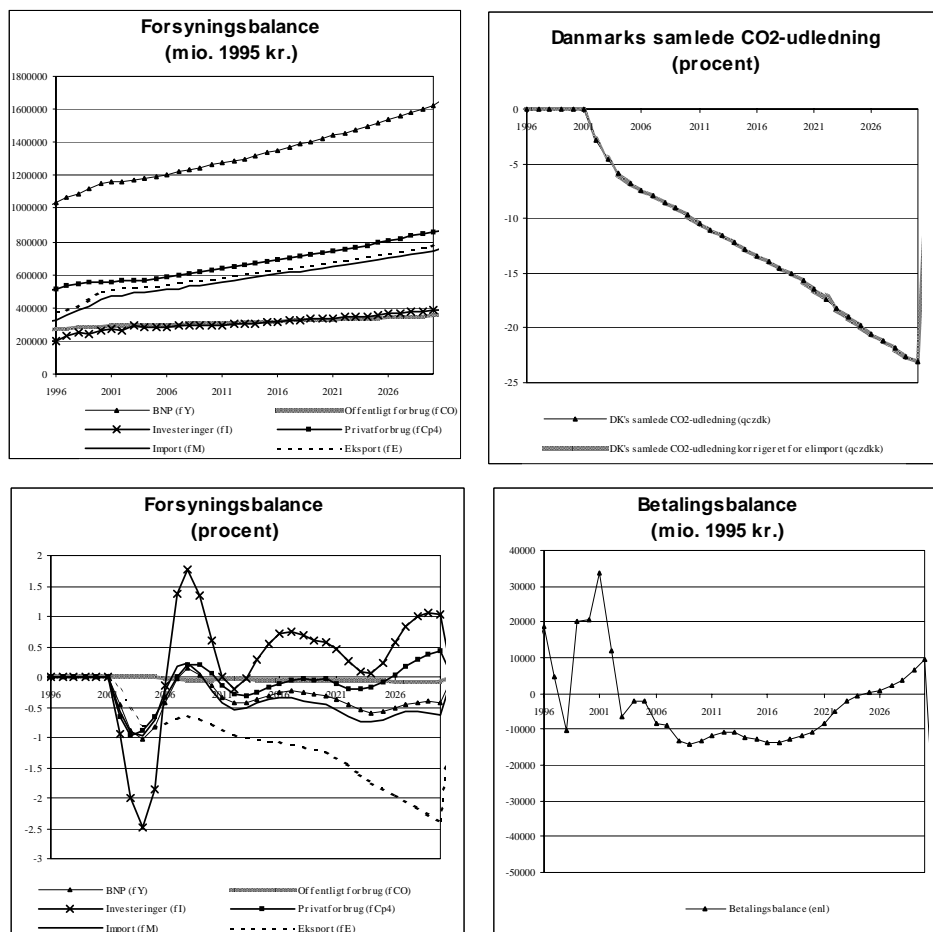 Forsyningsbalance
(mio. 1995 kr.)
1800000
1600000
1400000
1200000
1000000
800000
600000
400000
200000
0
1996 2001 2006 2011 2016 2021 2026
BNP (fY) Offentligt forbrug (fCO)
Investeringer (fI) Privatforbrug (fCp4)
Import (fM) Eksport (fE)
Danmarks samlede CO2-udledning
(procent)
0
1996 2001 2006 2011 2016 2021 2026
-5
-10
-15
-20
-25
DK's samlede CO2-udledning (qczdk)
DK's samlede CO2-udledning korrigeret for elimport (qczdkk)
Forsyningsbalance
(procent)
2
1.5
1
0.5
0
1996 2001 2006 2011 2016 2021 2026
-0.5
-1
-1.5
-2
-2.5
-3
BNP (fY) Offentligt forbrug (fCO)
Investeringer (fI) Privatforbrug (fCp4)
Import (fM) Eksport (fE)
Betalingsbalance
(mio. 1995 kr.)
40000
30000
20000
10000
0
1996 2001 2006 2011 2016 2021 2026
-10000
-20000
-30000
-40000
-50000
Betalingsbalance (enl)